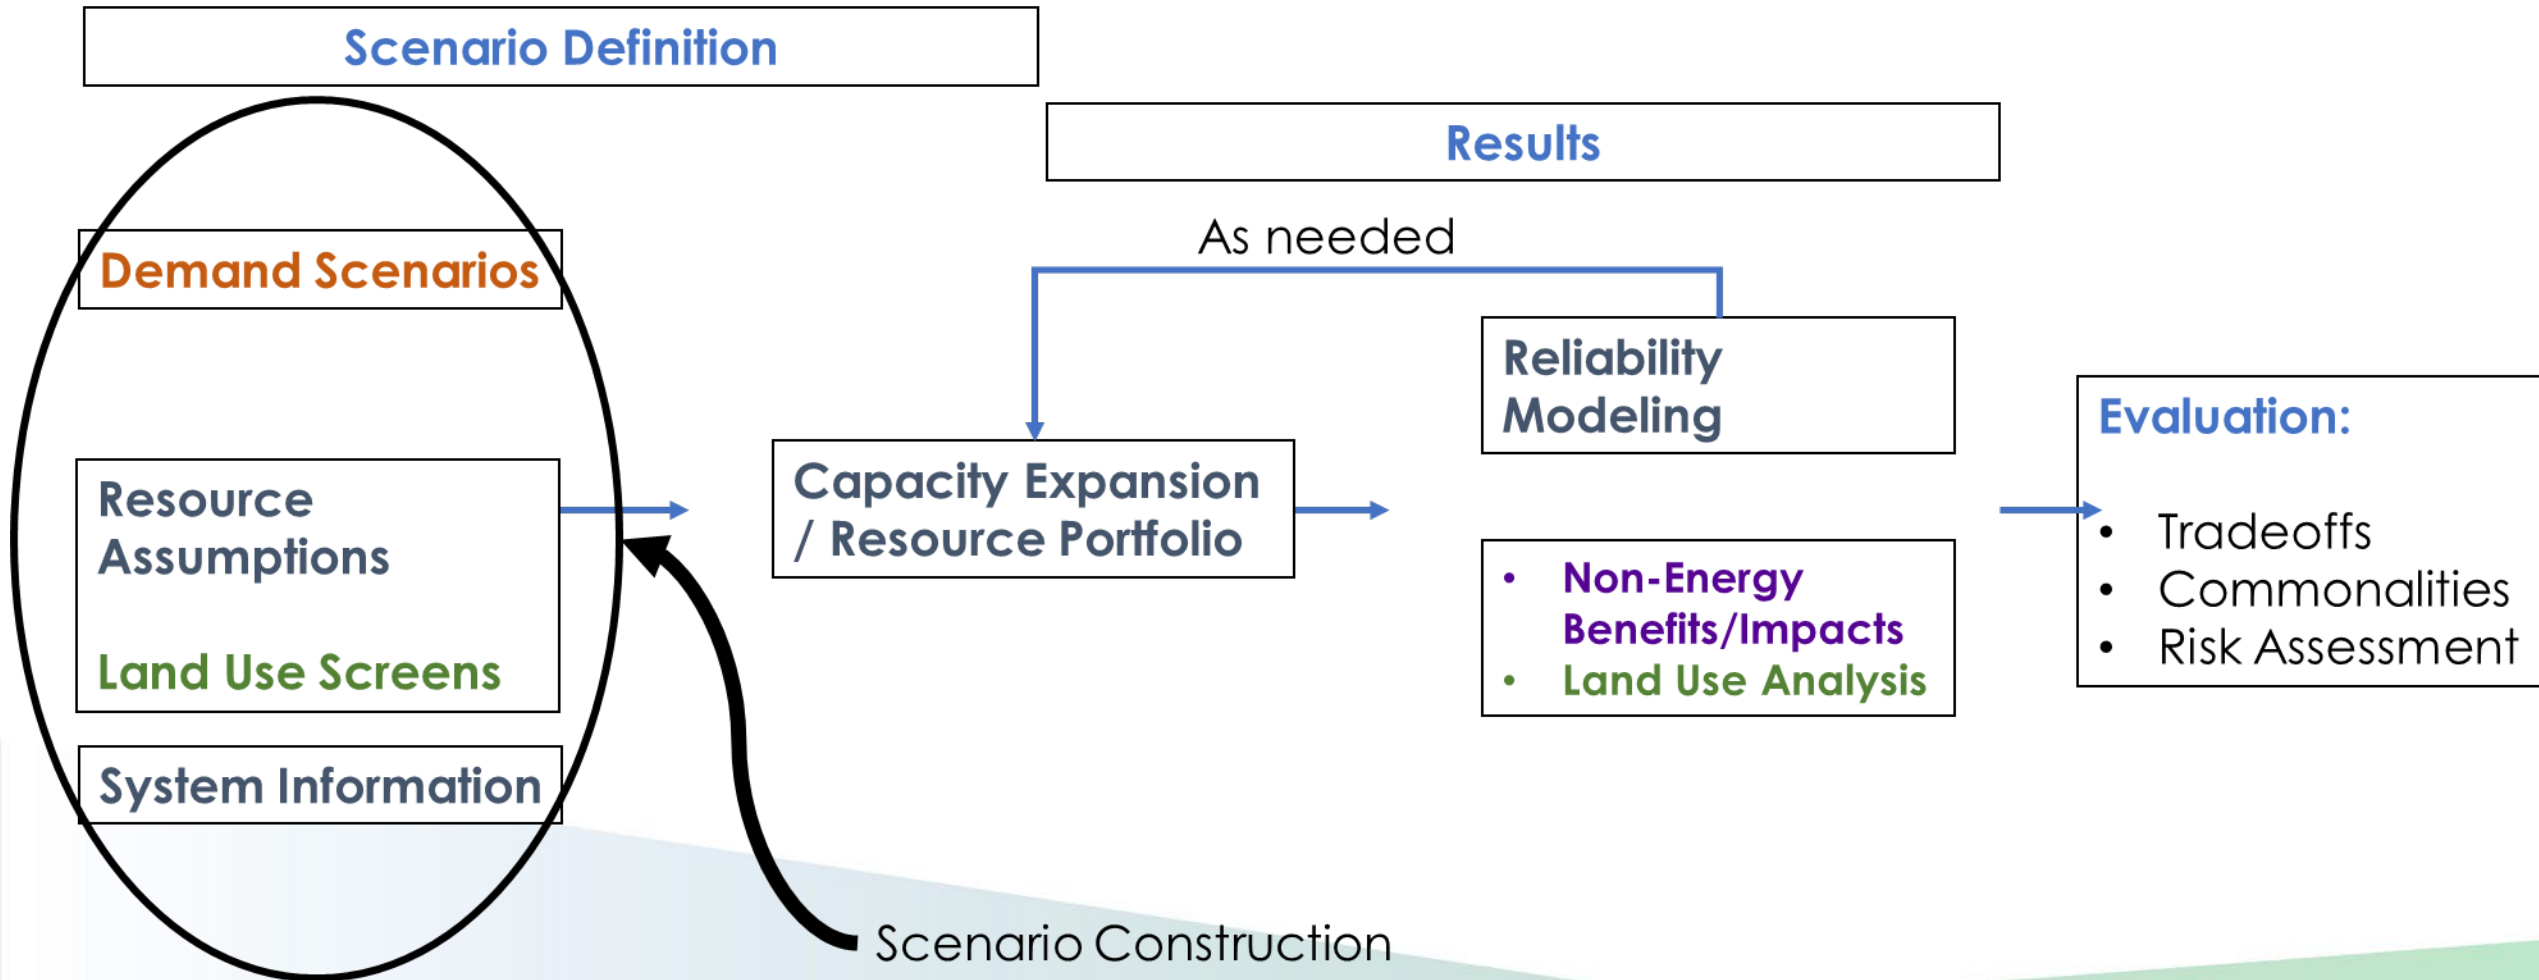 Scenario Definition
Results
As needed
Demand Scenarios
Resource
Assumptions
Land Use Screens
System Information
Capacity Expansion
/ Resource Portfolio
Reliability
Modeling
• Non-Energy
Benefits/Impacts
• Land Use Analysis
Evaluation:
• Tradeoffs
• Commonalities
• Risk Assessment
Scenario Construction